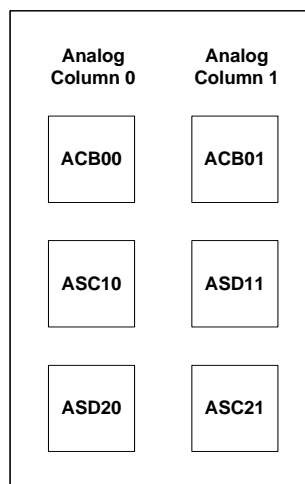 Analog
Column 0
Analog
Column 1
ACB00
ACB01
ASC10
ASD11
ASD20
ASC21